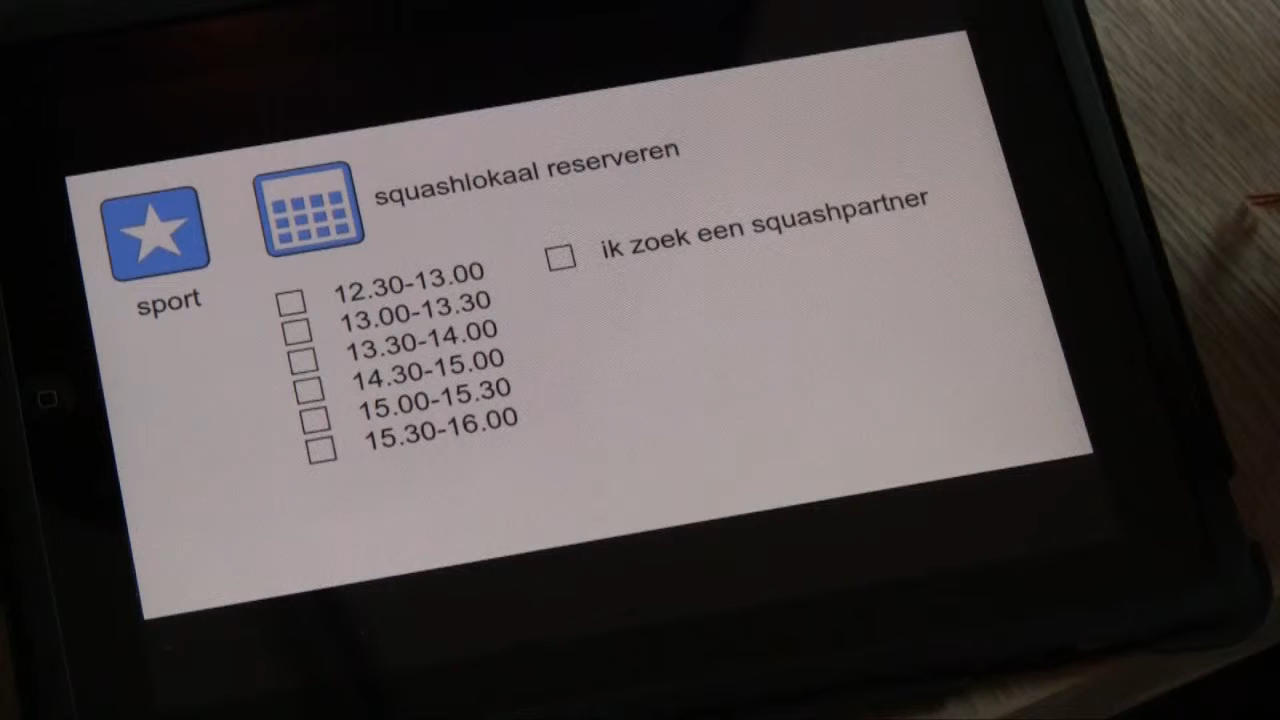 squashlokaal reserveren
sport
ik zoek een squashpartner
12.30-13.00
13.00-13.30
13.30-14.00
14.30-15.00
15.00-15.30
15.30-16.00